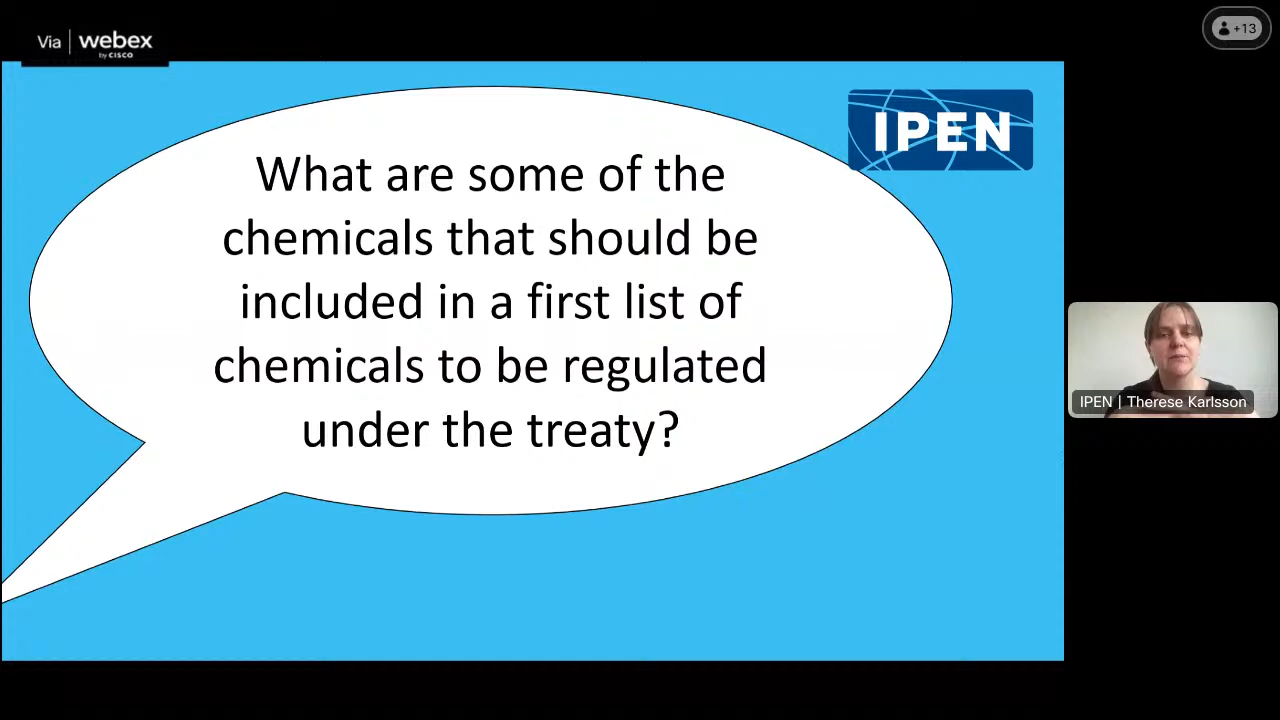 Via | webex
by CISCO
+13
IPEN
What are some of the
chemicals that should be
included in a first list of
chemicals to be regulated
under the treaty?
IPEN | Therese Karlsson